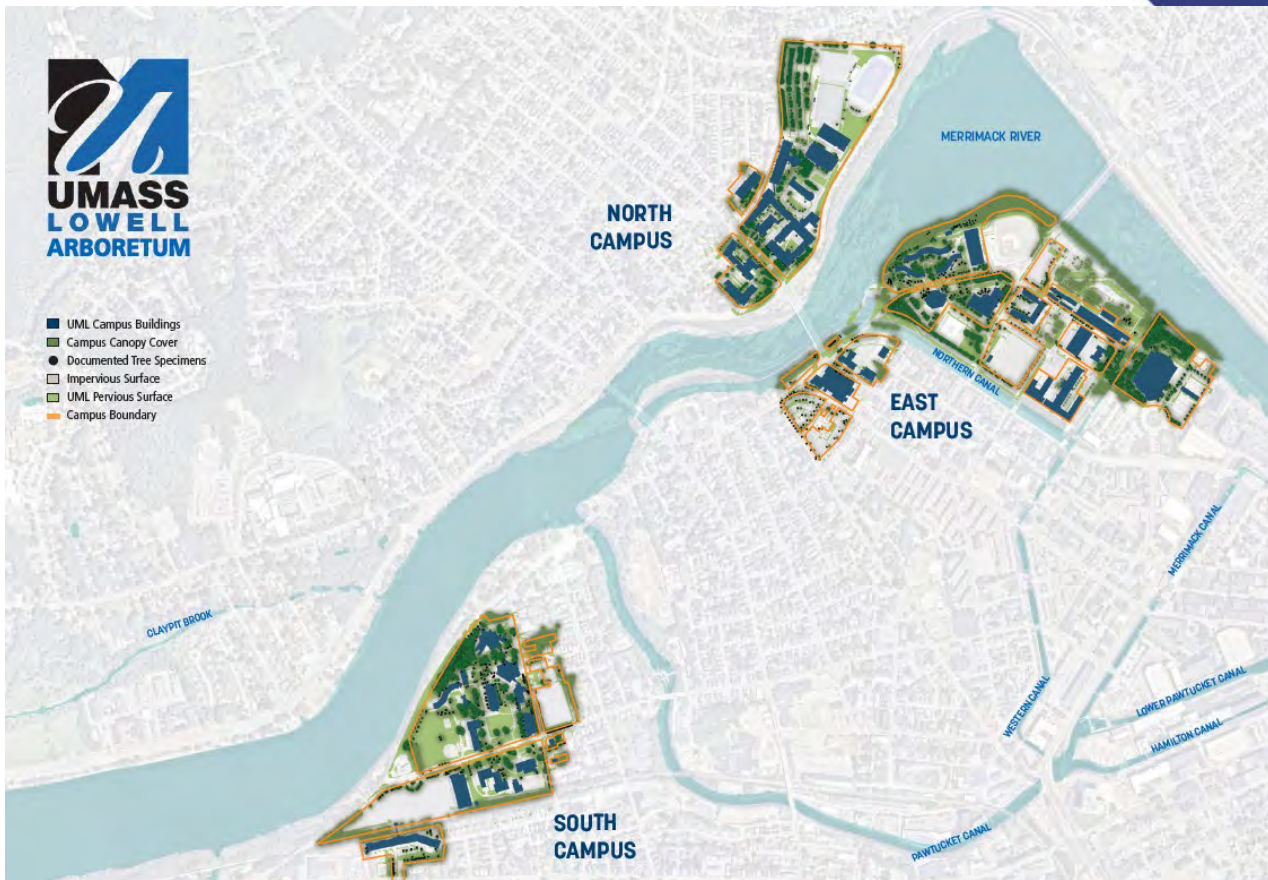 UMASS
LOWELL
ARBORETUM
UML Campus Buildings
Campus Canopy Cover
Documented Tree Specimens
Impervious Surface
UML Pervious Surface
Campus Boundary
NORTH
CAMPUS
MERRIMACK RIVER
NORTHERN CANAL
EAST
CAMPUS
MERRIMACK CANAL
CLAYPIT BROOK
WESTERN CANAL
LOWER PAWTUCKET CANAL
HAMILTON CANAL
SOUTH
CAMPUS
PAWTUCKET CANAL